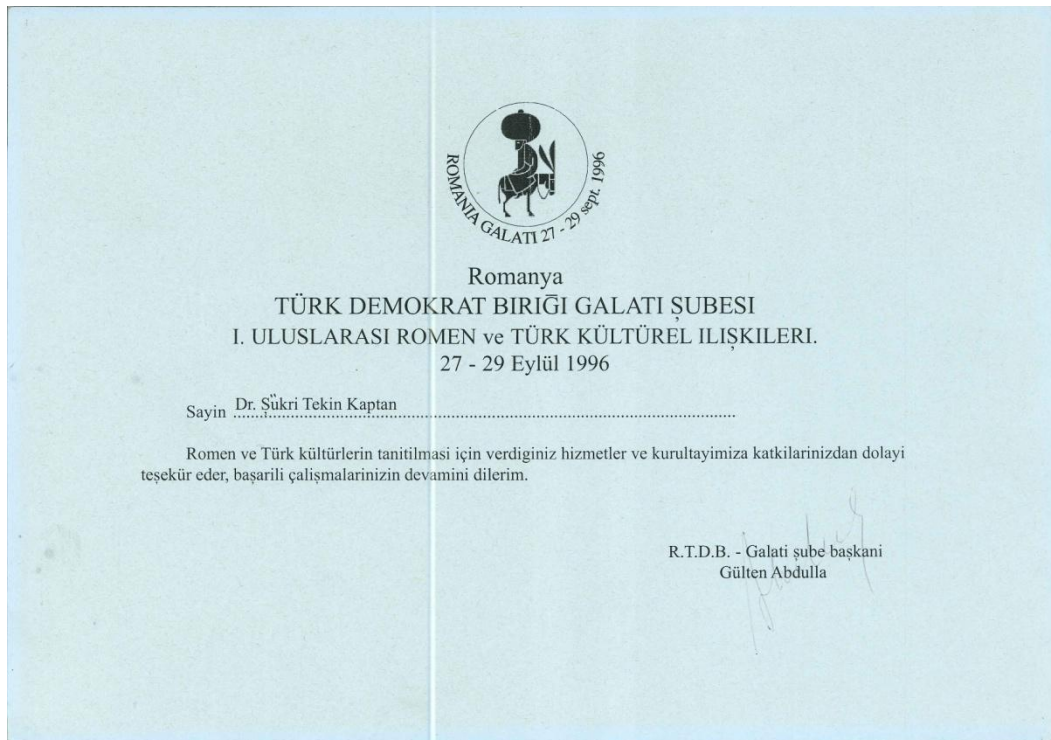 ROMANIA GALATI 27 - 29 sept. 1996
Romanya
TÜRK DEMOKRAT BIRIḠI GALATI ŞUBESI
I. ULUSLARASI ROMEN ve TÜRK KÜLTÜREL ILIŞKILERI.
27 - 29 Eylül 1996
Sayin Dr. Şükri Tekin Kaptan
Romen ve Türk kültürlerin tanitilmasi için verdiginiz hizmetler ve kurultayimiza katkilarinizdan dolayi
teşekür eder, başarili çalişmalarinizin devamini dilerim.
R.T.D.B. - Galati şube başkani
Gülten Abdulla